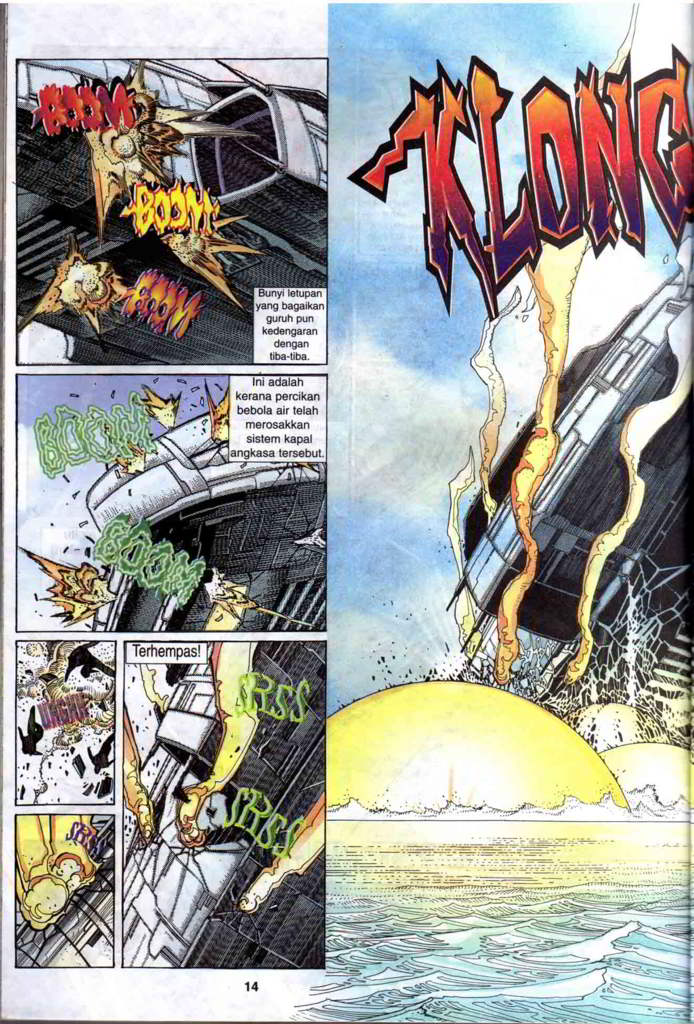 BOOM
BOOM
BOOM
Bunyi letupan
yang bagaikan
guruh pun
kedengaran
dengan
tiba-tiba.
BOOM
BOOM
Ini adalah
kerana percikan
bebola air telah
merosakkan
sistem kapal
angkasa tersebut.
Terhempas!
SRSS
SRSS
SRSS
KLONG
14